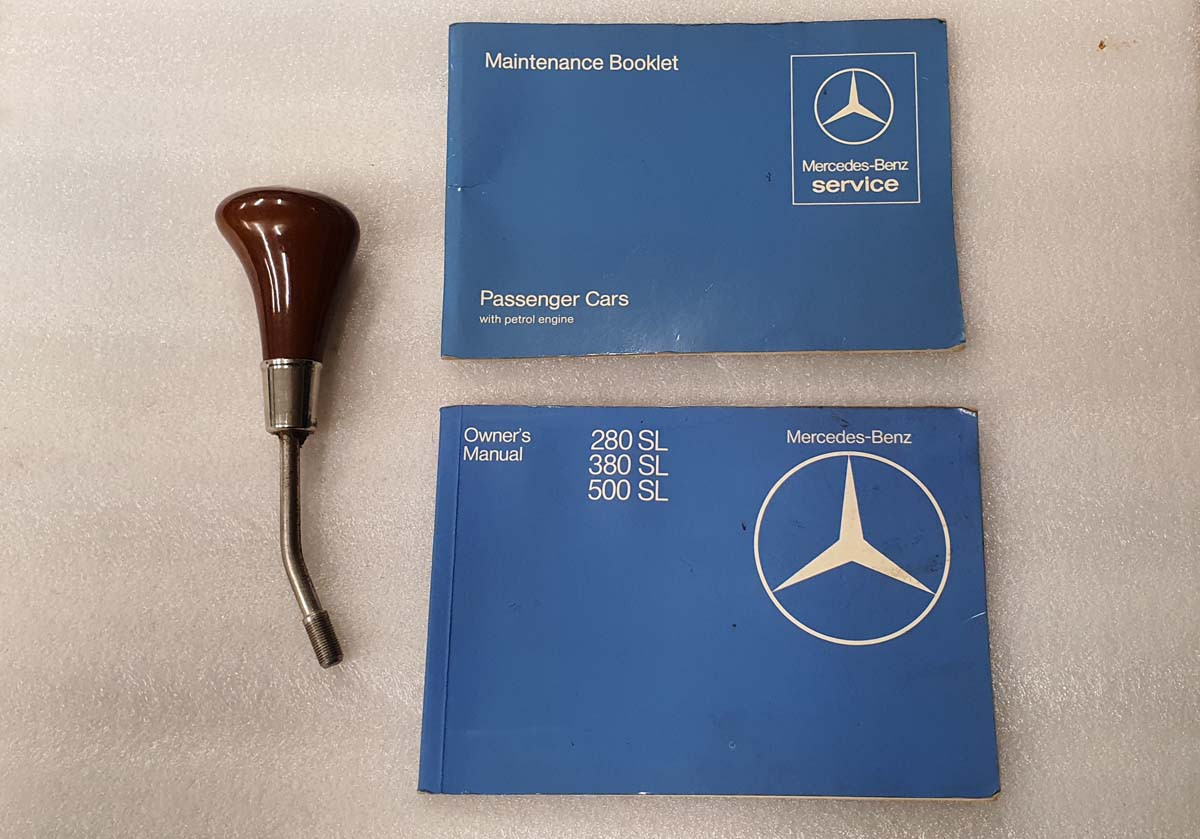 Maintenance Booklet
Mercedes-Benz
service
Passenger Cars
with petrol engine
Owner's
Manual
280 SL
380 SL
500 SL
Mercedes-Benz